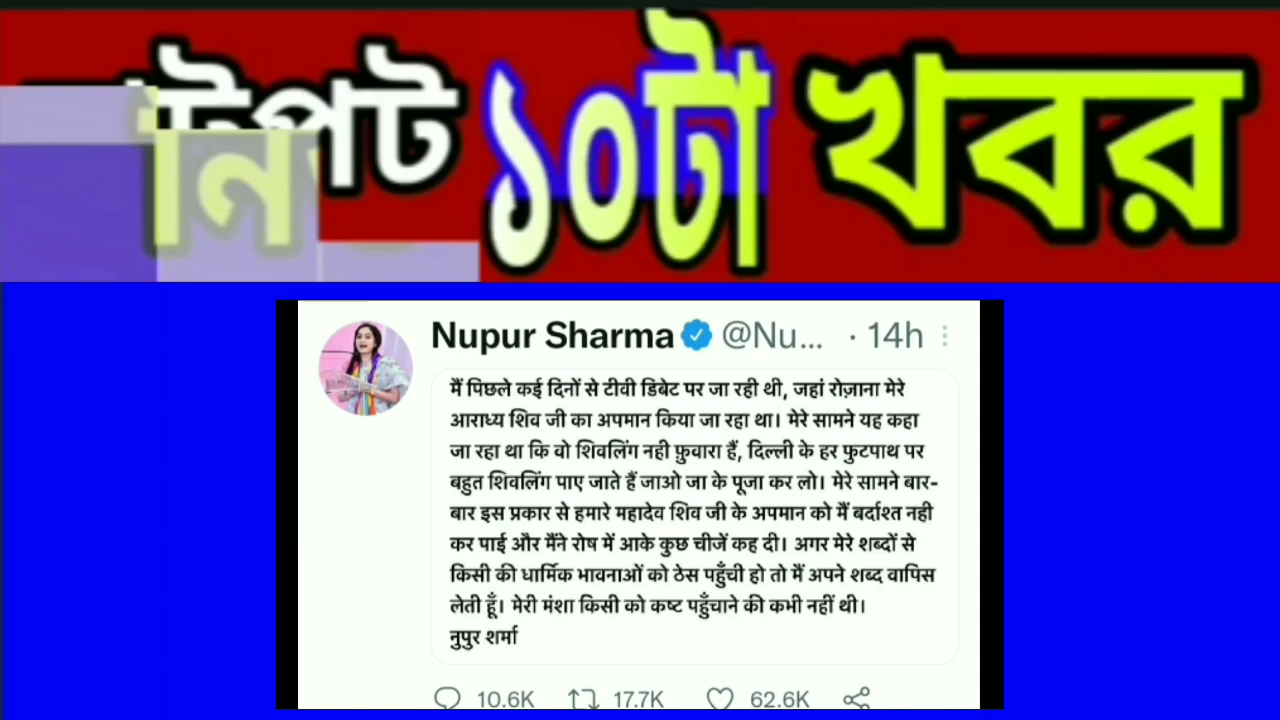 ১০টা খবর
Nupur Sharma @Nu... · 14h
मैं पिछले कई दिनों से टीवी डिबेट पर जा रही थी, जहां रोज़ाना मेरे
आराध्य शिव जी का अपमान किया जा रहा था। मेरे सामने यह कहा
जा रहा था कि वो शिवलिंग नही फ़ुवारा हैं, दिल्ली के हर फुटपाथ पर
बहुत शिवलिंग पाए जाते हैं जाओ जा के पूजा कर लो। मेरे सामने बार-
बार इस प्रकार से हमारे महादेव शिव जी के अपमान को मैं बर्दाश्त नही
कर पाई और मैंने रोष में आके कुछ चीजें कह दी। अगर मेरे शब्दों से
किसी की धार्मिक भावनाओं को ठेस पहुँची हो तो मैं अपने शब्द वापिस
लेती हूँ। मेरी मंशा किसी को कष्ट पहुँचाने की कभी नहीं थी।
नुपुर शर्मा
10.6K 17.7K 62.6K